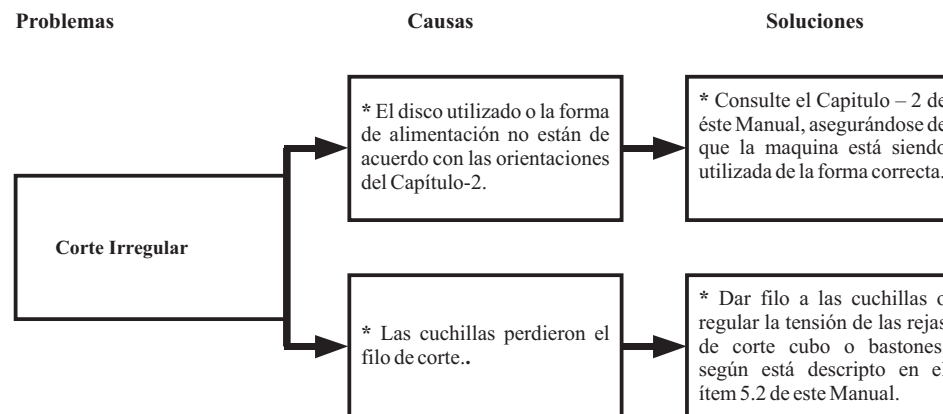 Problemas
Causas
Soluciones
Corte Irregular
* El disco utilizado o la forma
de alimentación no están de
acuerdo con las orientaciones
del Capítulo-2.
* Consulte el Capitulo – 2 de
éste Manual, asegurándose de
que la maquina está siendo
utilizada de la forma correcta.
* Las cuchillas perdieron el
filo de corte..
* Dar filo a las cuchillas o
regular la tensión de las rejas
de corte cubo o bastones,
según está descripto en el
ítem 5.2 de este Manual.